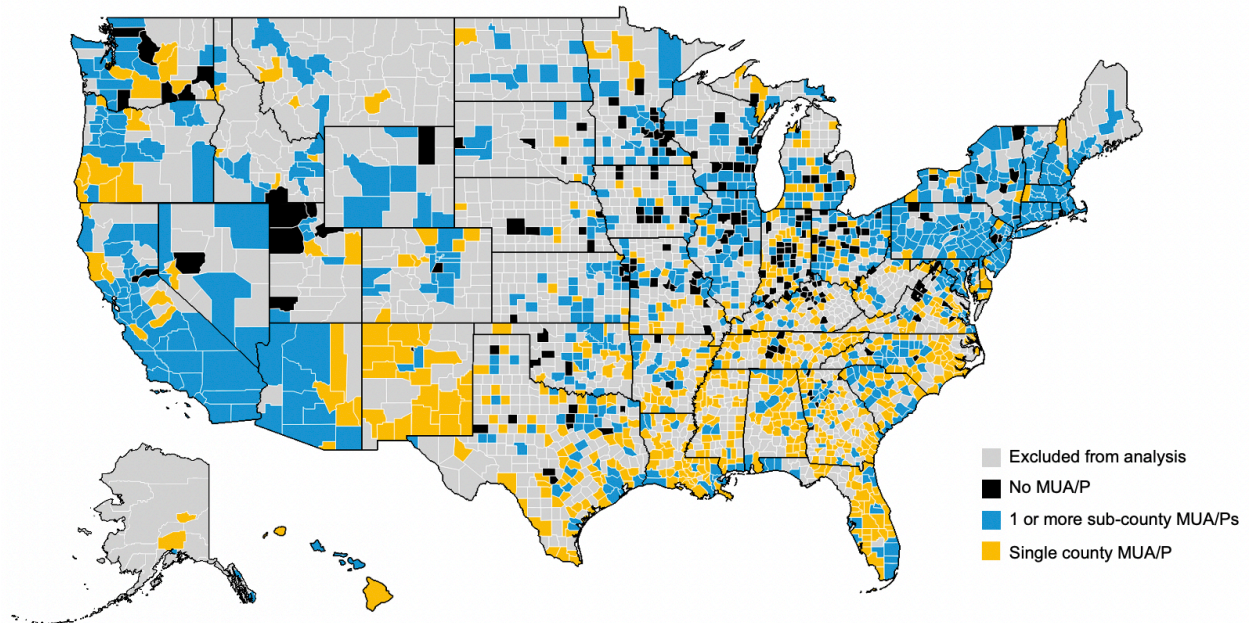 Excluded from analysis
No MUA/P
1 or more sub-county MUA/Ps
Single county MUA/P